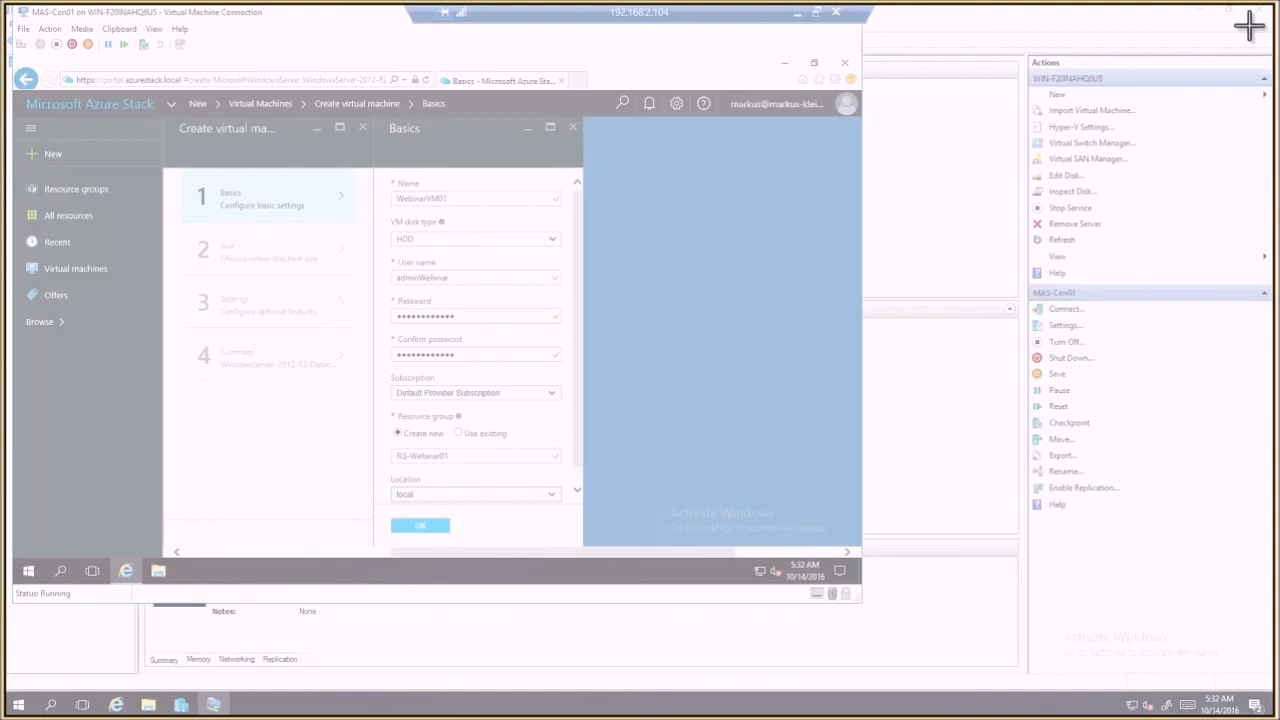 MAS-Con01 on WIN-F20INAHQ6U5 - Virtual Machine Connection
192.168.2.104
File Action Media Clipboard View Help
https://portal.azurestack.local/#create/MicrosoftWindowsServer.WindowsServer-2012-R2
Basics - Microsoft Azure Sta...
Microsoft Azure Stack
New > Virtual Machines > Create virtual machine > Basics
markus@markus-klei...
New
Resource groups
All resources
Recent
Virtual machines
Offers
Browse >
Create virtual ma...
1
Basics
Configure basic settings
2
Size
Choose virtual machine size
3
Settings
Configure optional features
4
Summary
WindowsServer-2012-R2-Datac...
Basics
* Name
WebinarVM01
VM disk type
HDD
* User name
adminWebinar
* Password
* Confirm password
Subscription
Default Provider Subscription
* Resource group
Create new Use existing
RG-Webinar01
Location
local
OK
Activate Windows
Go to Settings to activate Windows.
5:32 AM
10/14/2016
Status: Running
Notes: None
Summary Memory Networking Replication
Actions
WIN-F20INAHQ6U5
New
Import Virtual Machine...
Hyper-V Settings...
Virtual Switch Manager...
Virtual SAN Manager...
Edit Disk...
Inspect Disk...
Stop Service
Remove Server
Refresh
View
Help
MAS-Con01
Connect...
Settings...
Turn Off...
Shut Down...
Save
Pause
Reset
Checkpoint
Move...
Export...
Rename...
Enable Replication...
Help
Activate Windows
Go to Settings to activate Windows.
5:32 AM
10/14/2016
2